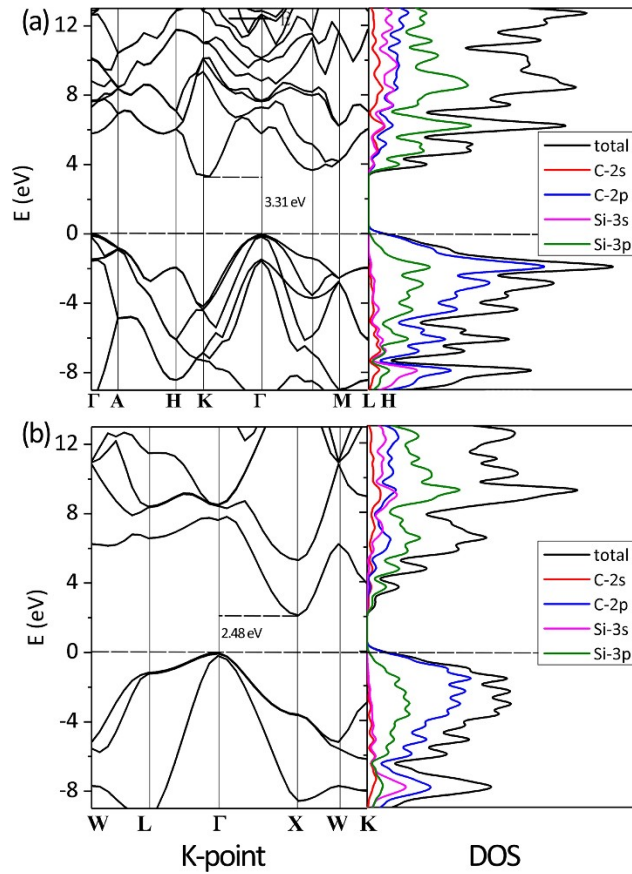 (a)
12
8
4
0
-4
-8
E (eV)
3.31 eV
Γ A H K Γ M L H
total
C-2s
C-2p
Si-3s
Si-3p
(b)
12
8
4
0
-4
-8
E (eV)
2.48 eV
W L Γ X W K
total
C-2s
C-2p
Si-3s
Si-3p
K-point DOS